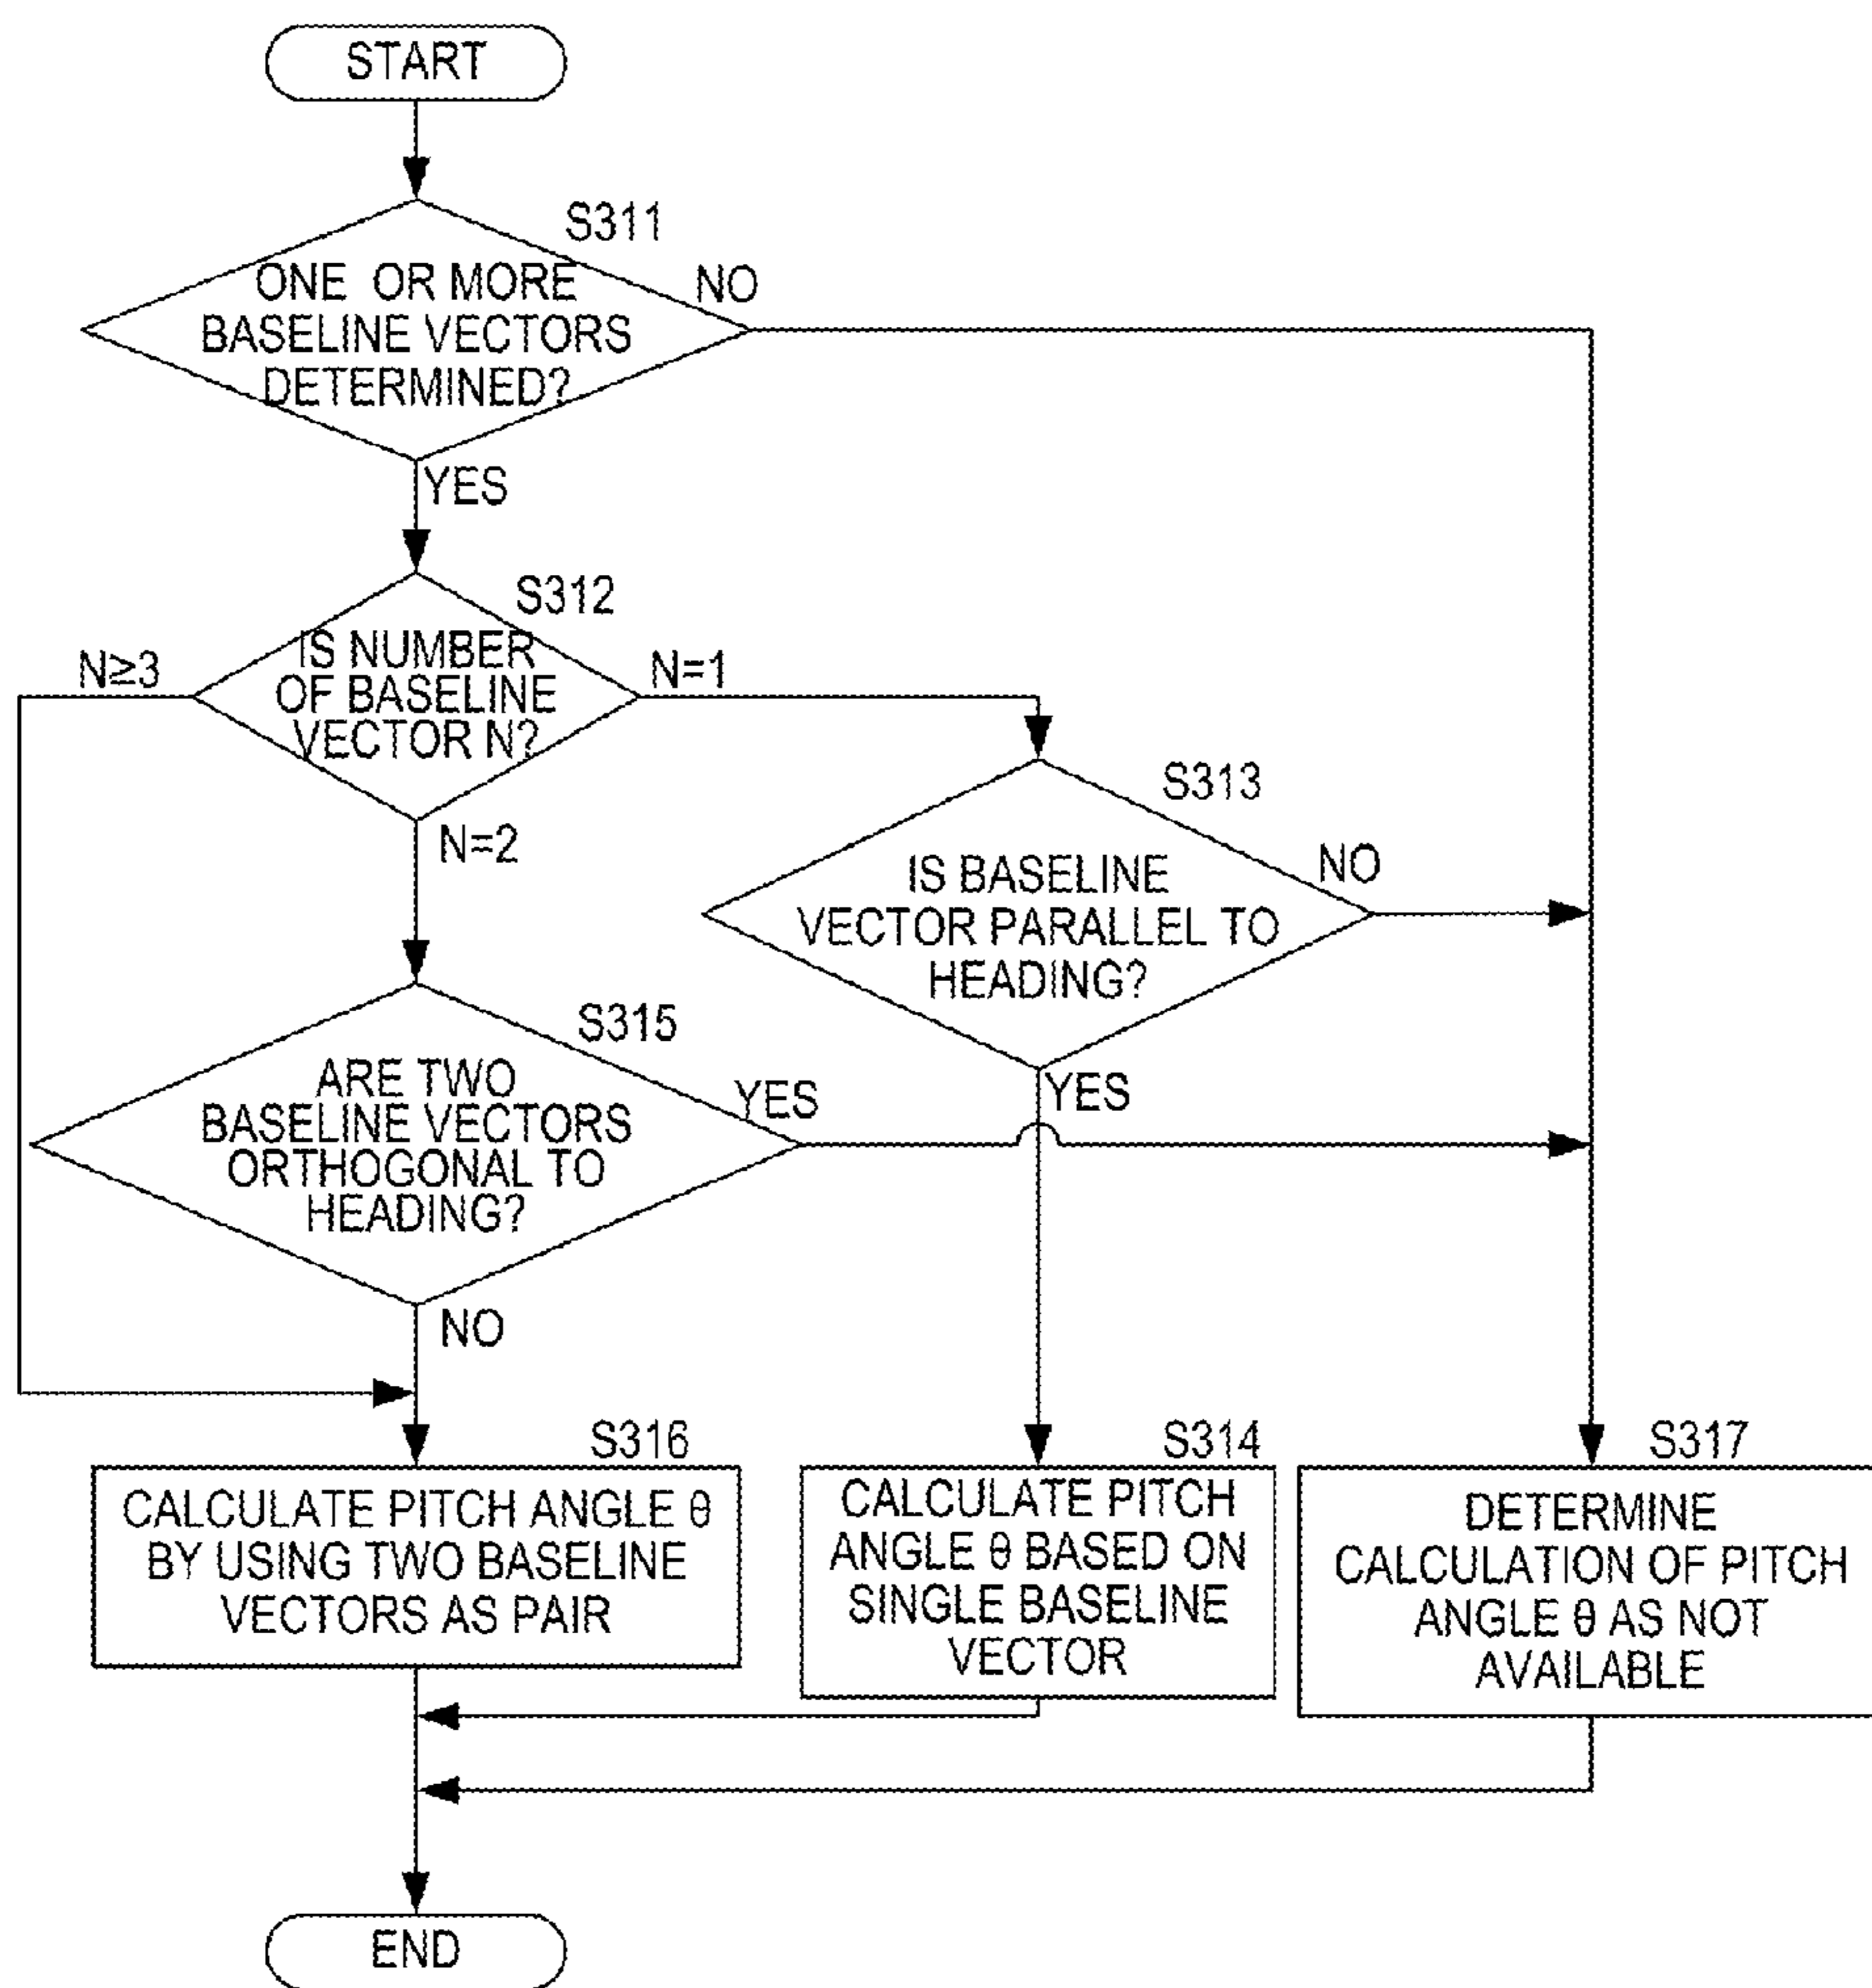 START
S311
ONE OR MORE
BASELINE VECTORS
DETERMINED?
NO
YES
S312
IS NUMBER
OF BASELINE
VECTOR N?
N≥3
N=1
N=2
S313
IS BASELINE
VECTOR PARALLEL TO
HEADING?
NO
YES
S315
ARE TWO
BASELINE VECTORS
ORTHOGONAL TO
HEADING?
YES
NO
S316
CALCULATE PITCH ANGLE θ
BY USING TWO BASELINE
VECTORS AS PAIR
S314
CALCULATE PITCH
ANGLE θ BASED ON
SINGLE BASELINE
VECTOR
S317
DETERMINE
CALCULATION OF PITCH
ANGLE θ AS NOT
AVAILABLE
END